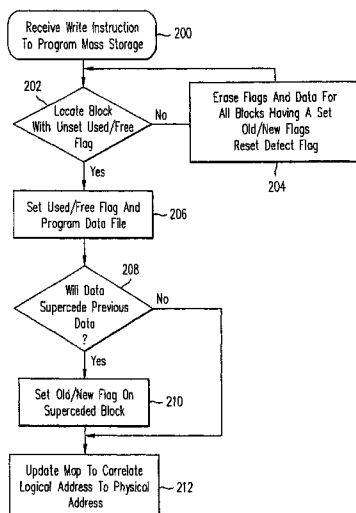 Receive Write Instruction
To Program Mass Storage
200
202
Locate Block
With Unset Used/Free
Flag
No
Erase Flags And Data For
All Blocks Having A Set
Old/New Flags
Reset Defect Flag
204
Yes
Set Used/Free Flag And
Program Data File
206
208
Will Data
Supercede Previous
Data
?
No
Yes
Set Old/New Flag On
Superceded Block
210
Update Map To Correlate
Logical Address To Physical
Address
212